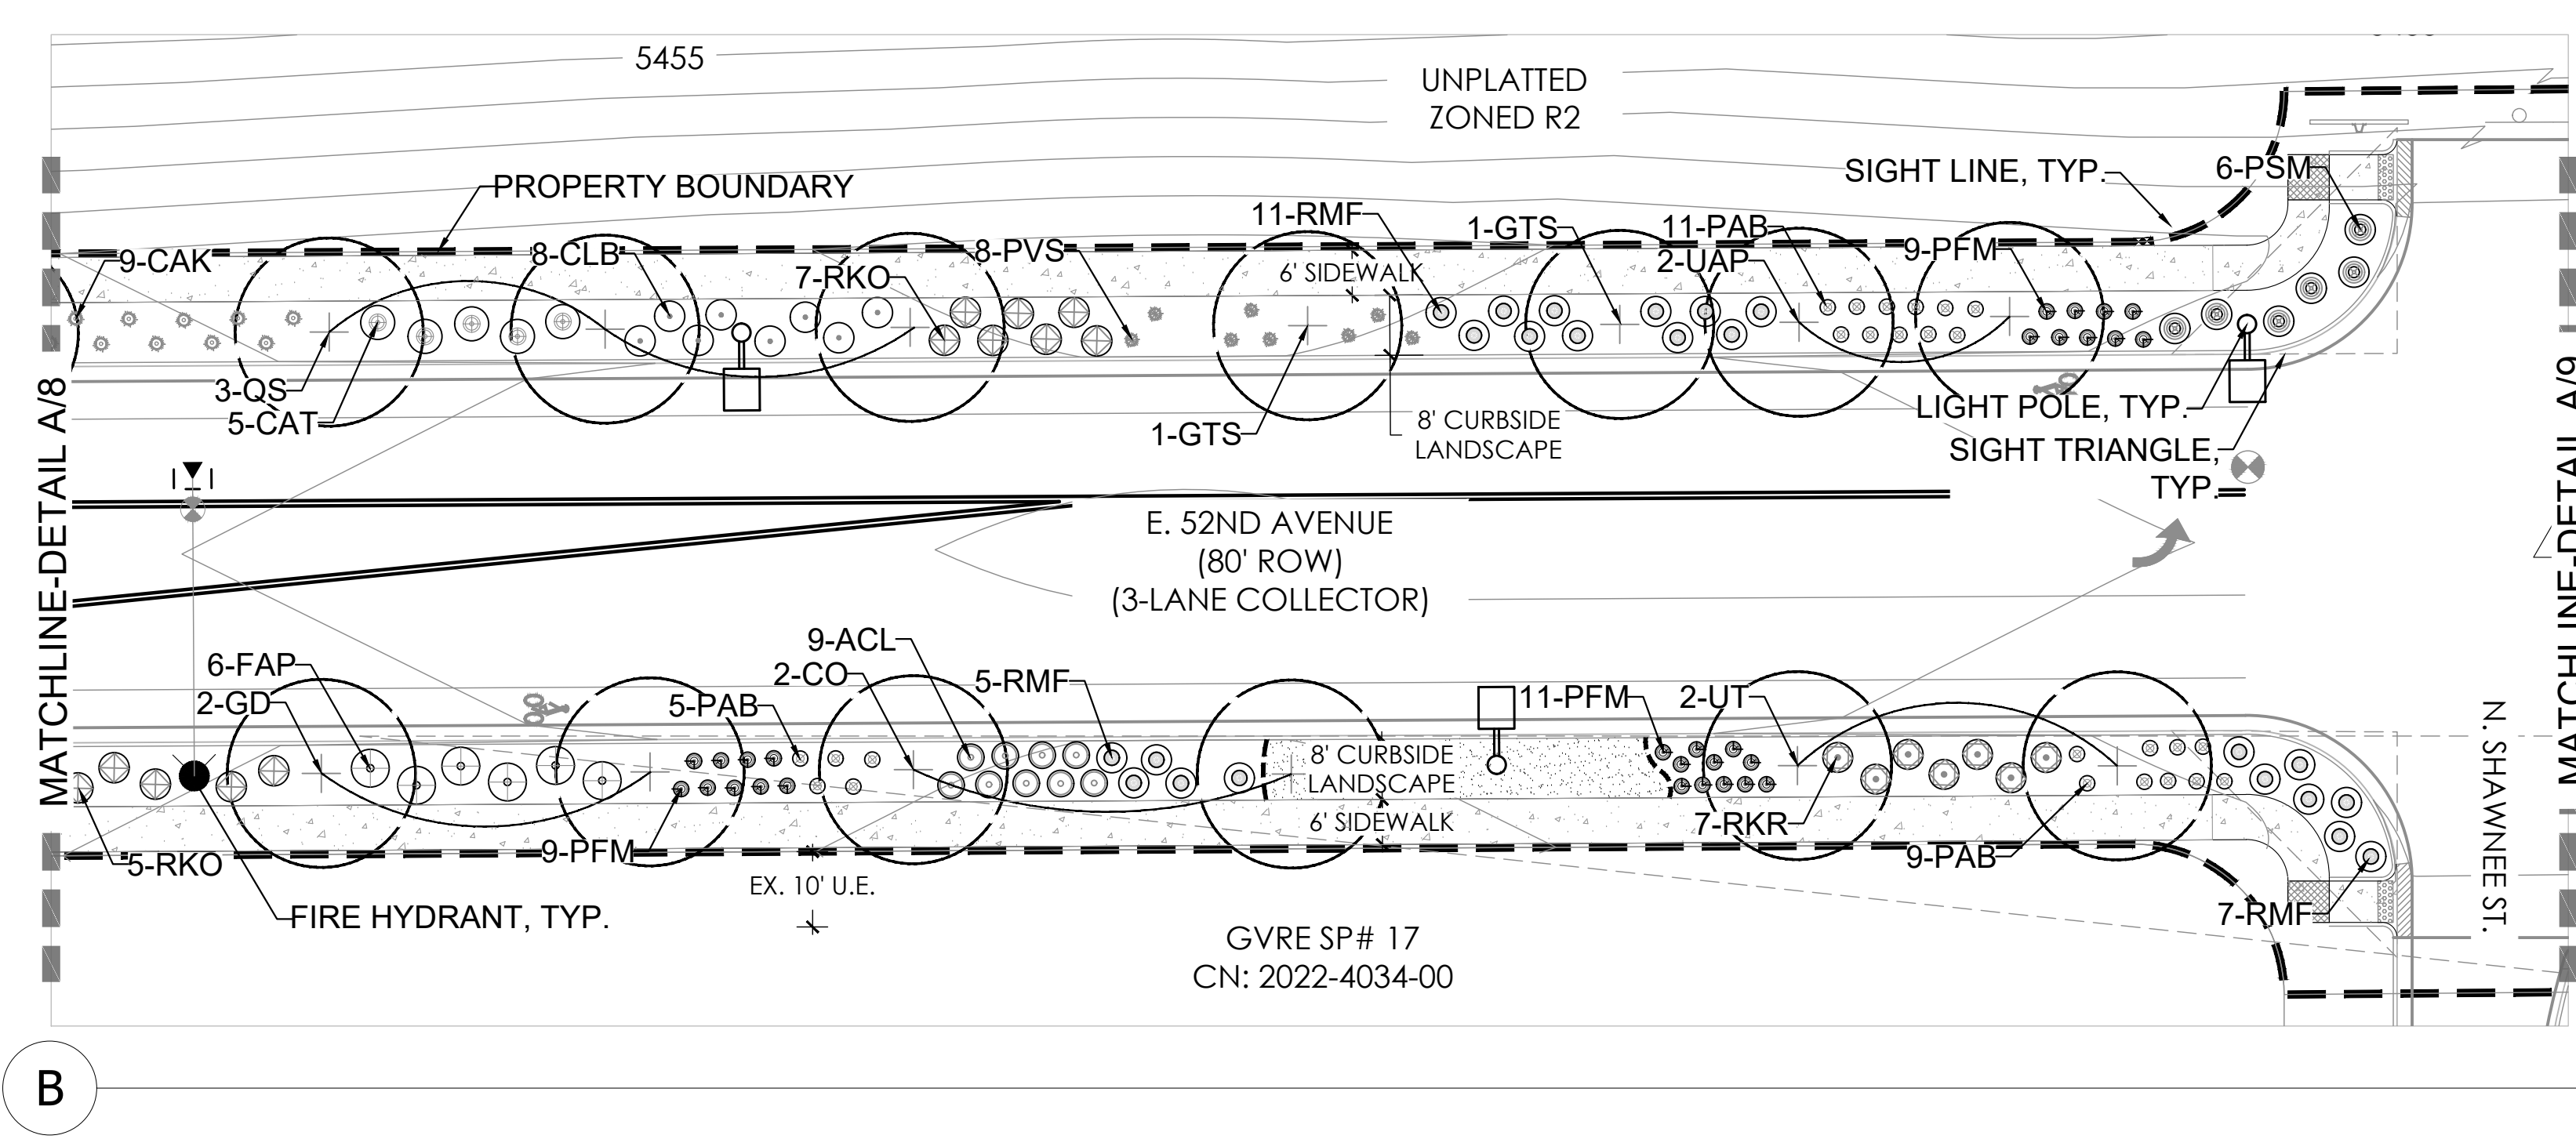 5455
UNPLATTED
ZONED R2
PROPERTY BOUNDARY
SIGHT LINE, TYP.
6-PSM
9-CAK
8-CLB
7-RKO
8-PVS
11-RMF
6' SIDEWALK
1-GTS
11-PAB
2-UAP
9-PFM
3-QS
5-CAT
1-GTS
8' CURBSIDE
LANDSCAPE
LIGHT POLE, TYP.
SIGHT TRIANGLE,
TYP.
MATCHLINE-DETAIL A/8
MATCHLINE-DETAIL A/9
E. 52ND AVENUE
(80' ROW)
(3-LANE COLLECTOR)
6-FAP
2-GD
9-ACL
2-CO
5-PAB
5-RMF
11-PFM
2-UT
8' CURBSIDE
LANDSCAPE
6' SIDEWALK
7-RKR
9-PAB
N. SHAWNEE ST.
5-RKO
9-PFM
EX. 10' U.E.
FIRE HYDRANT, TYP.
7-RMF
GVRE SP# 17
CN: 2022-4034-00
B